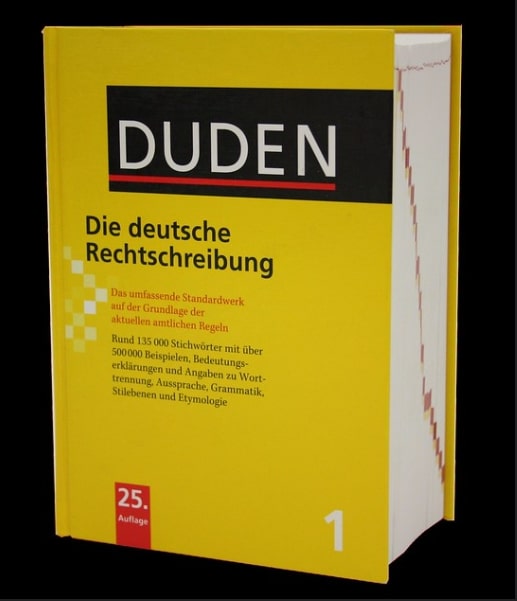 DUDEN
Die deutsche
Rechtschreibung
Das umfassende Standardwerk
auf der Grundlage der
aktuellen amtlichen Regeln
Rund 135 000 Stichwörter mit über
500 000 Beispielen, Bedeutungs-
erklärungen und Angaben zu Wort-
trennung, Aussprache, Grammatik,
Stilebenen und Etymologie
25.
Auflage
1